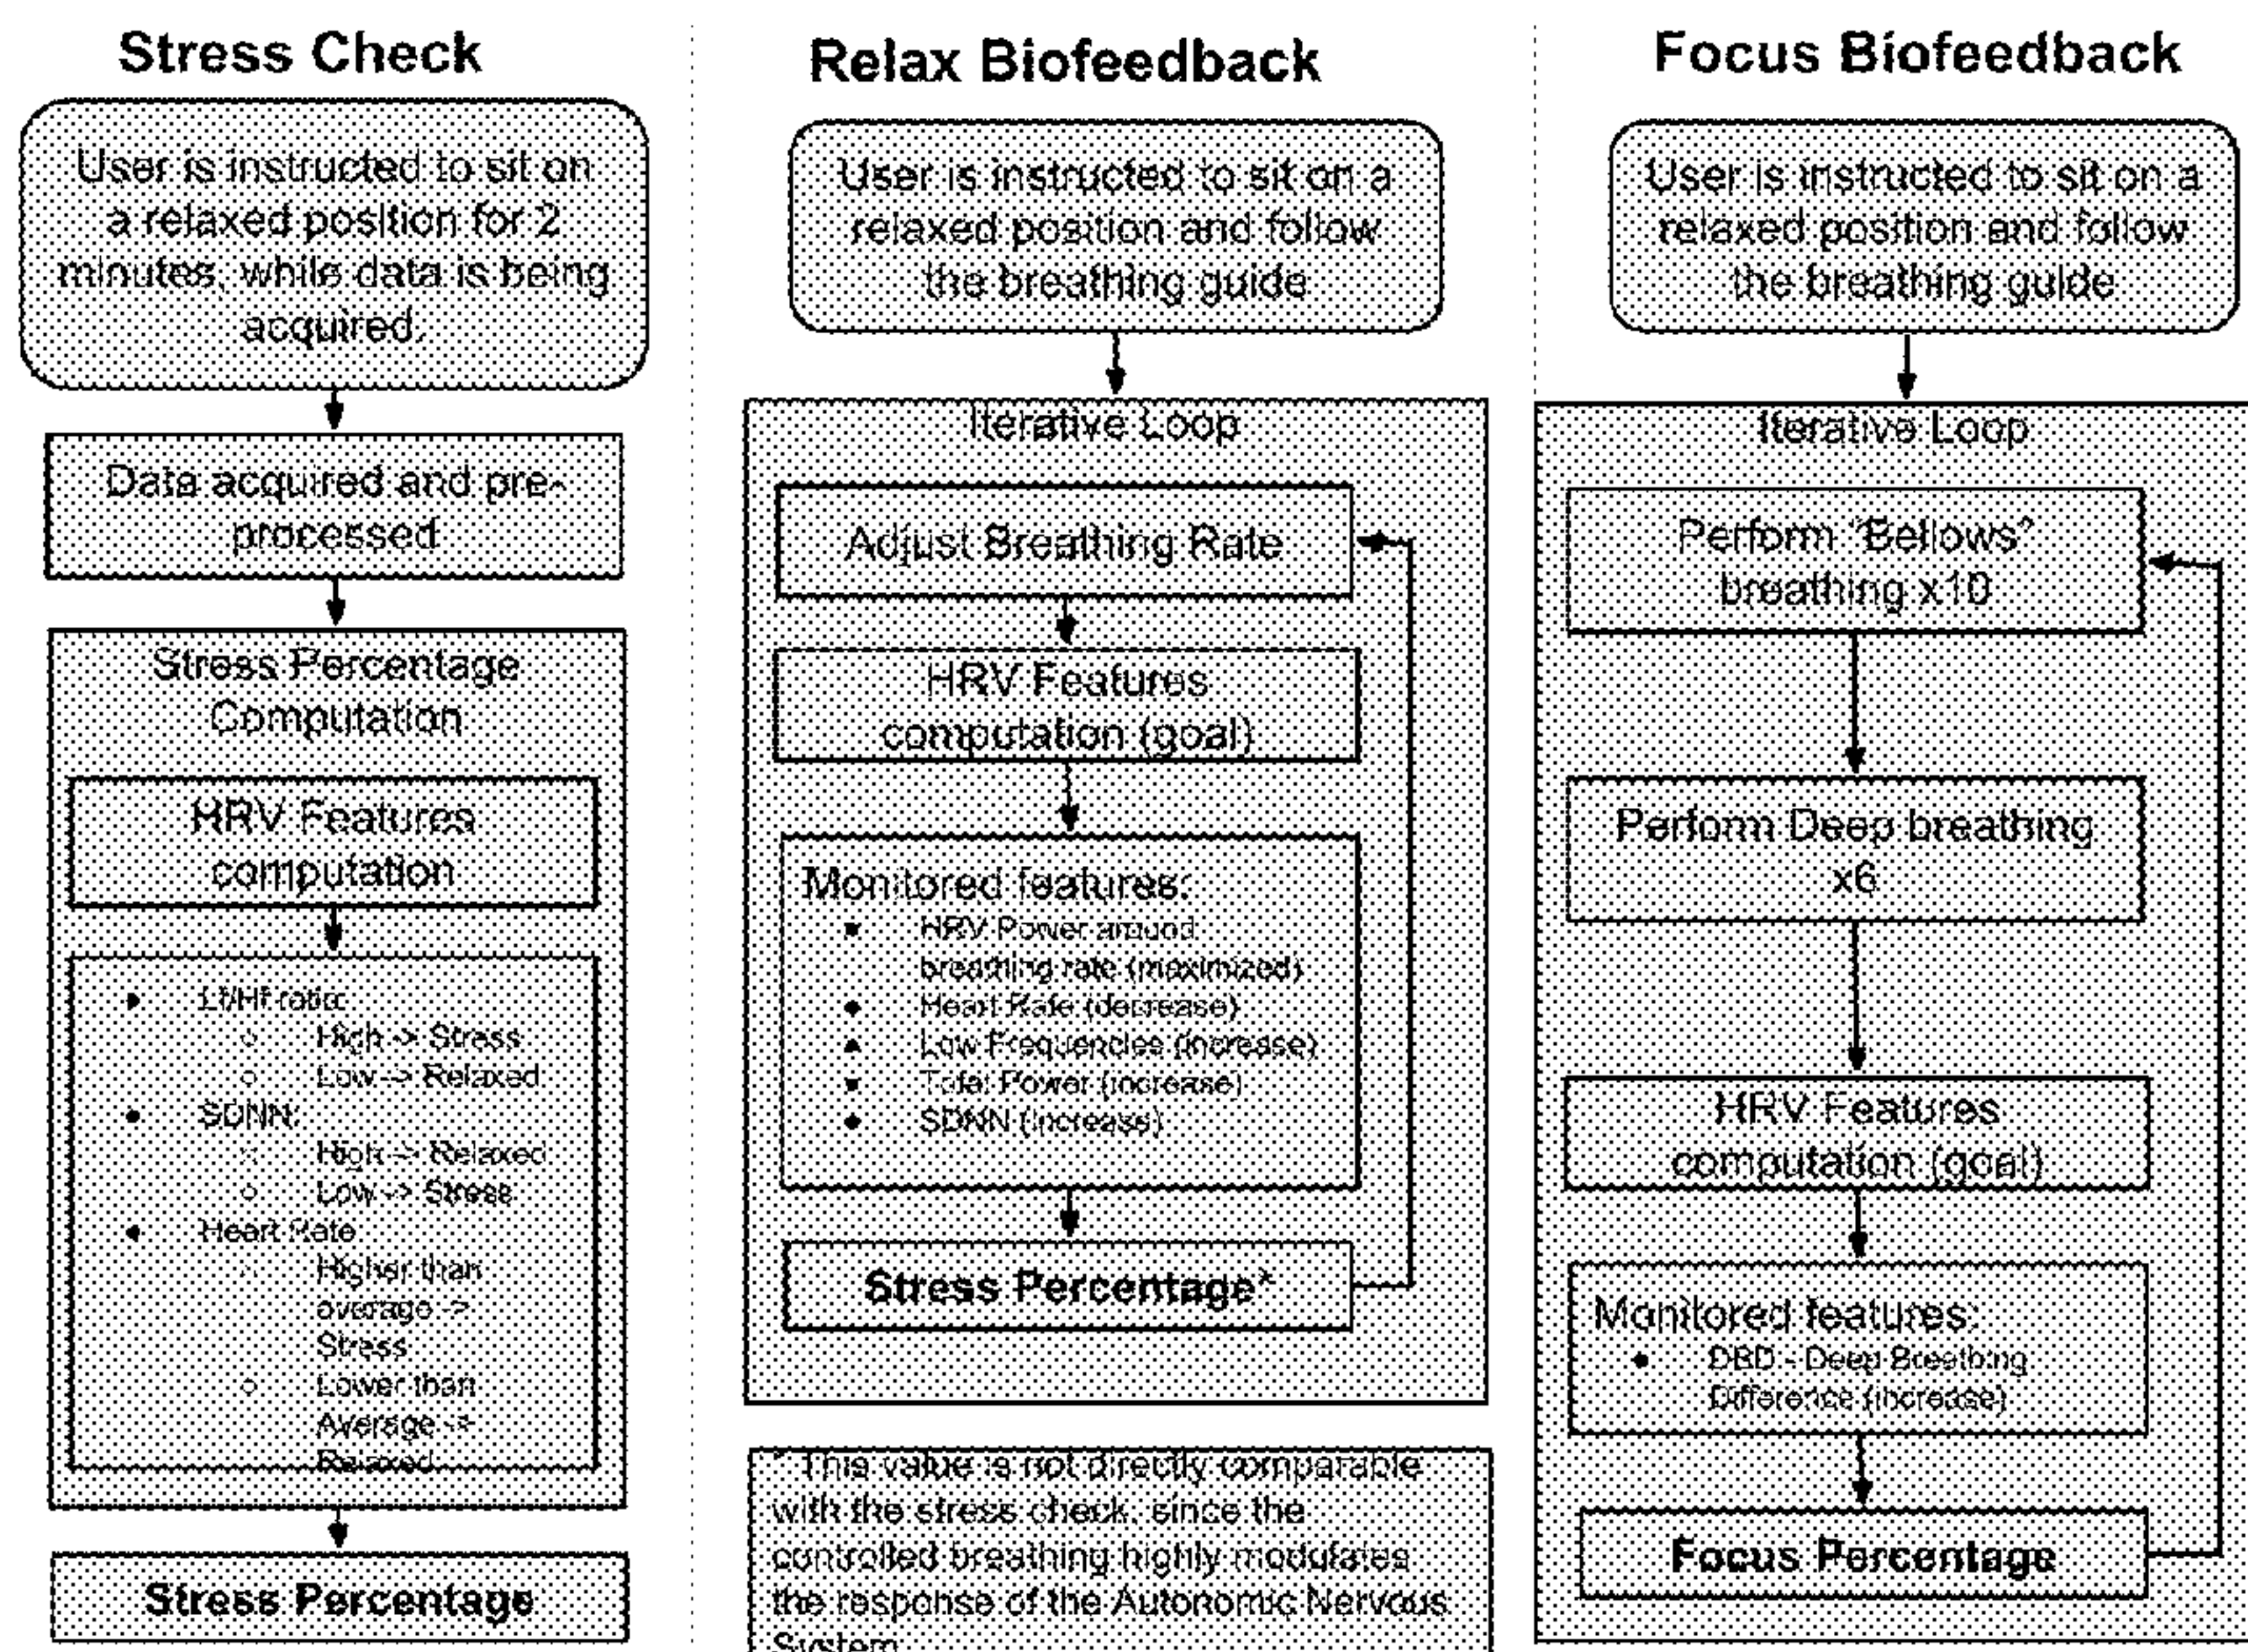 Stress Check
User is instructed to sit on
a relaxed position for 2
minutes, while data is being
acquired.
Data acquired and pre-
processed
Stress Percentage
Computation
HRV Features
computation
Lf/Hf ratio:
High -> Stress
Low -> Relaxed
SDNN:
High -> Relaxed
Low -> Stress
Heart Rate
Higher than
average ->
Stress
Lower than
Average ->
Relaxed
Stress Percentage
Relax Biofeedback
User is instructed to sit on a
relaxed position and follow
the breathing guide
Iterative Loop
Adjust Breathing Rate
HRV Features
computation (goal)
Monitored features:
HRV Power around
breathing rate (maximized)
Heart Rate (decrease)
Low Frequencies (increase)
Total Power (increase)
SDNN (increase)
Stress Percentage*
* This value is not directly comparable
with the stress check, since the
controlled breathing highly modulates
the response of the Autonomic Nervous
System
Focus Biofeedback
User is instructed to sit on a
relaxed position and follow
the breathing guide
Iterative Loop
Perform "Bellows"
breathing x10
Perform Deep breathing
x6
HRV Features
computation (goal)
Monitored features:
DBD - Deep Breathing
Difference (increase)
Focus Percentage